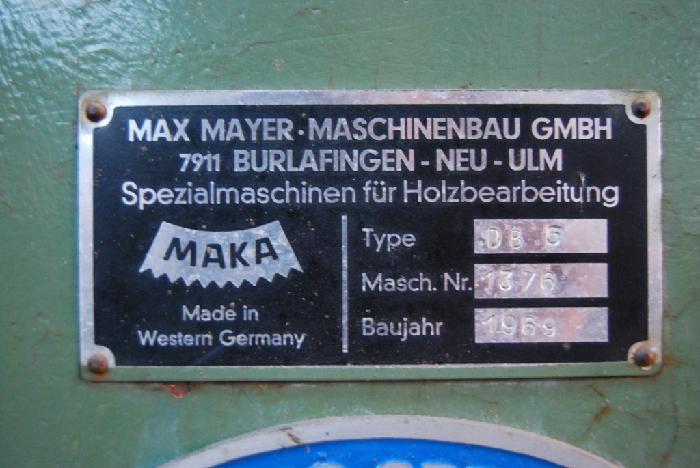 MAX MAYER·MASCHINENBAU GMBH
7911 BURLAFINGEN - NEU - ULM
Spezialmaschinen für Holzbearbeitung
MAKA
Made in
Western Germany
Type DB 6
Masch. Nr. 1376
Baujahr 1969